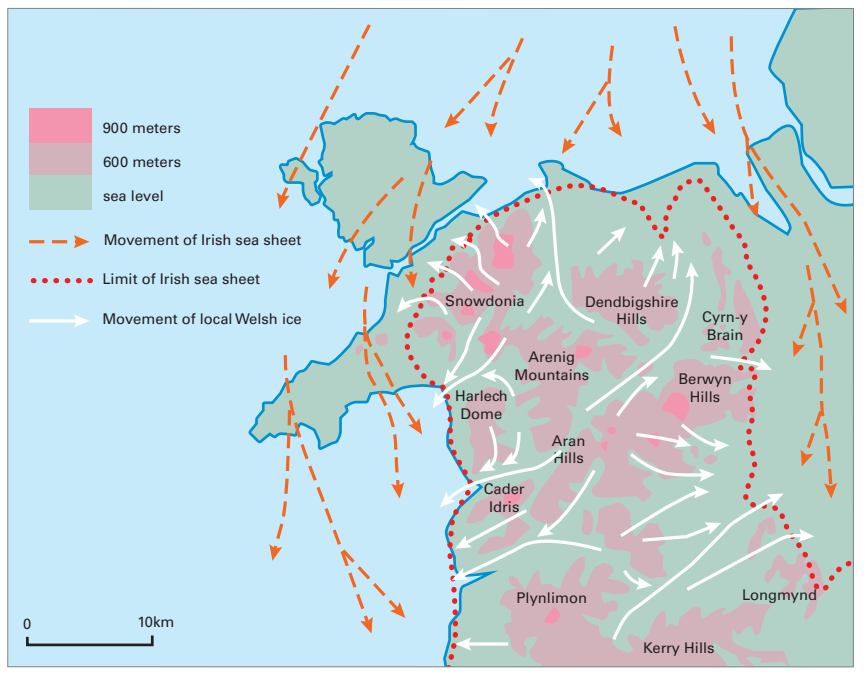 900 meters
600 meters
sea level
Movement of Irish sea sheet
Limit of Irish sea sheet
Movement of local Welsh ice
Snowdonia
Dendbigshire
Hills
Cyrn-y
Brain
Arenig
Mountains
Berwyn
Hills
Harlech
Dome
Aran
Hills
Cader
Idris
Plynlimon
Longmynd
Kerry Hills
0
10km